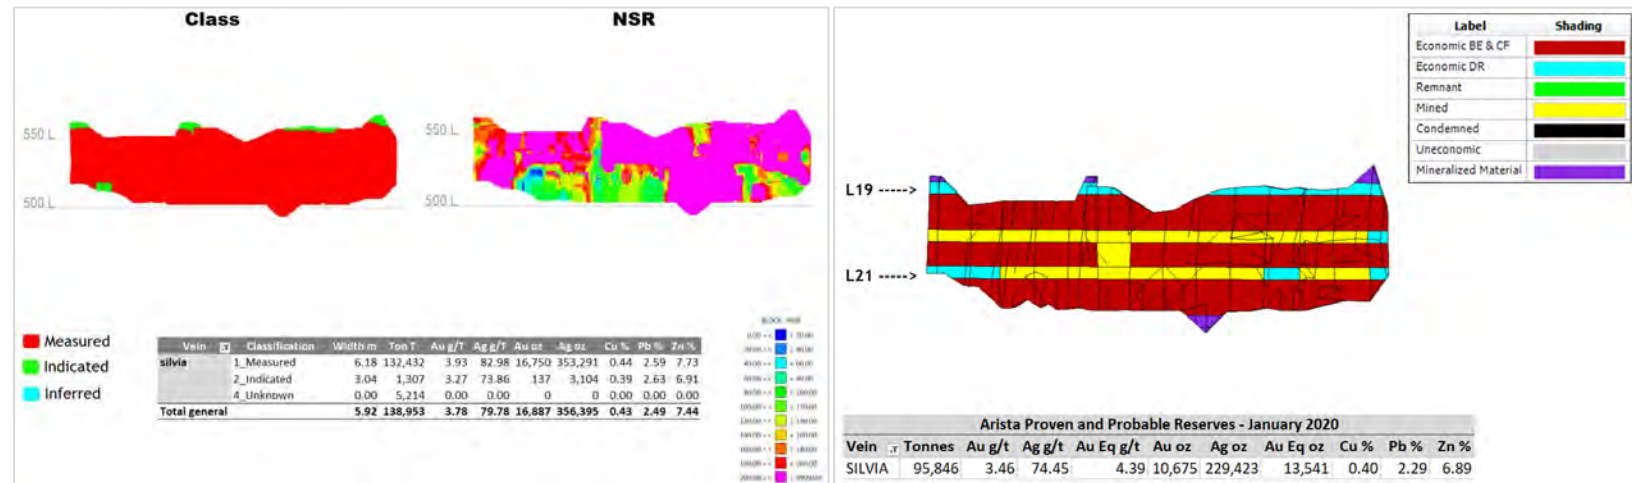 Class
NSR
550 L
500 L
550 L
500 L
Measured
Indicated
Inferred
Vein Classification Width m Ton T Au g/T Ag g/T Au oz Ag oz Cu % Pb % Zn %
silvia 1_Measured 6.18 132,432 3.93 82.98 16,750 353,291 0.44 2.59 7.73
2_Indicated 3.04 1,307 3.27 73.86 137 3,104 0.39 2.63 6.91
4_Unknown 0.00 5,214 0.00 0.00 0 0 0.00 0.00 0.00
Total general 5.92 138,953 3.78 79.78 16,887 356,395 0.43 2.49 7.44
Label Shading
Economic BE & CF
Economic DR
Remnant
Mined
Condemned
Uneconomic
Mineralized Material
L19 ----->
L21 ----->
Arista Proven and Probable Reserves - January 2020
Vein Tonnes Au g/t Ag g/t Au Eq g/t Au oz Ag oz Au Eq oz Cu % Pb % Zn %
SILVIA 95,846 3.46 74.45 4.39 10,675 229,423 13,541 0.40 2.29 6.89